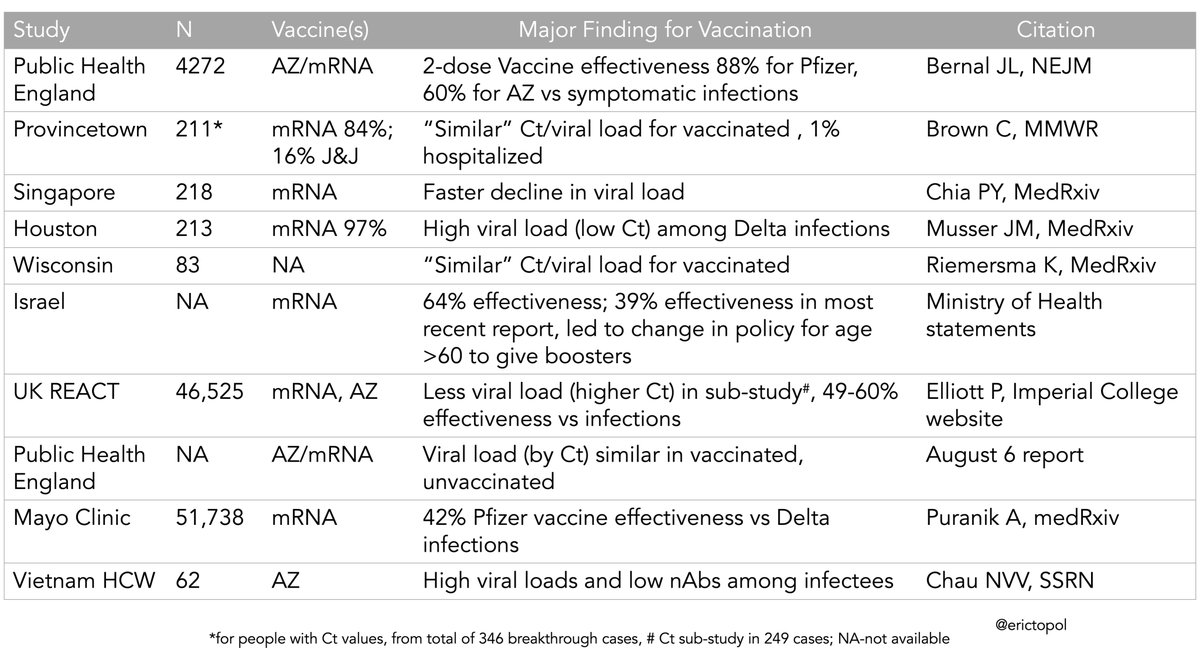 Study N Vaccine(s) Major Finding for Vaccination Citation
Public Health 4272 AZ/mRNA 2-dose Vaccine effectiveness 88% for Pfizer, Bernal JL, NEJM
England 60% for AZ vs symptomatic infections
Provincetown 211* mRNA 84%; “Similar” Ct/viral load for vaccinated , 1% Brown C, MMWR
16% J&J hospitalized
Singapore 218 mRNA Faster decline in viral load Chia PY, MedRxiv
Houston 213 mRNA 97% High viral load (low Ct) among Delta infections Musser JM, MedRxiv
Wisconsin 83 NA “Similar” Ct/viral load for vaccinated Riemersma K, MedRxiv
Israel NA mRNA 64% effectiveness; 39% effectiveness in most Ministry of Health
recent report, led to change in policy for age statements
>60 to give boosters
UK REACT 46,525 mRNA, AZ Less viral load (higher Ct) in sub-study#, 49-60% Elliott P, Imperial College
effectiveness vs infections website
Public Health NA AZ/mRNA Viral load (by Ct) similar in vaccinated, August 6 report
England unvaccinated
Mayo Clinic 51,738 mRNA 42% Pfizer vaccine effectiveness vs Delta Puranik A, medRxiv
infections
Vietnam HCW 62 AZ High viral loads and low nAbs among infectees Chau NVV, SSRN
@erictopol
*for people with Ct values, from total of 346 breakthrough cases, # Ct sub-study in 249 cases; NA-not available